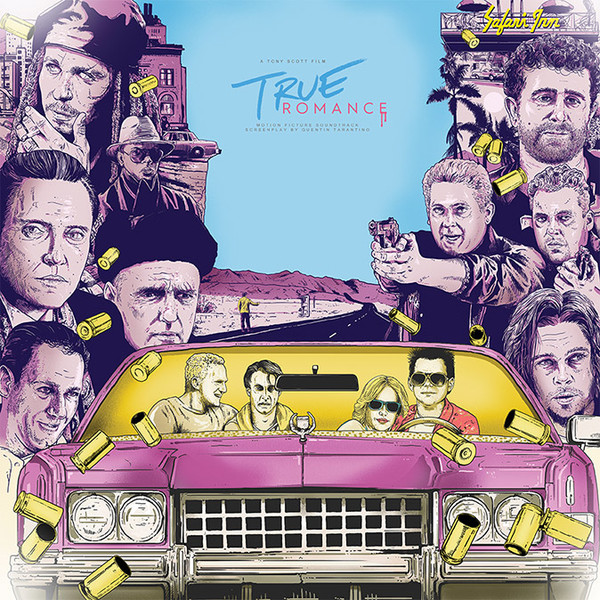 Safari Inn
A TONY SCOTT FILM
TRUE
ROMANCE
MOTION PICTURE SOUNDTRACK
SCREENPLAY BY QUENTIN TARANTINO